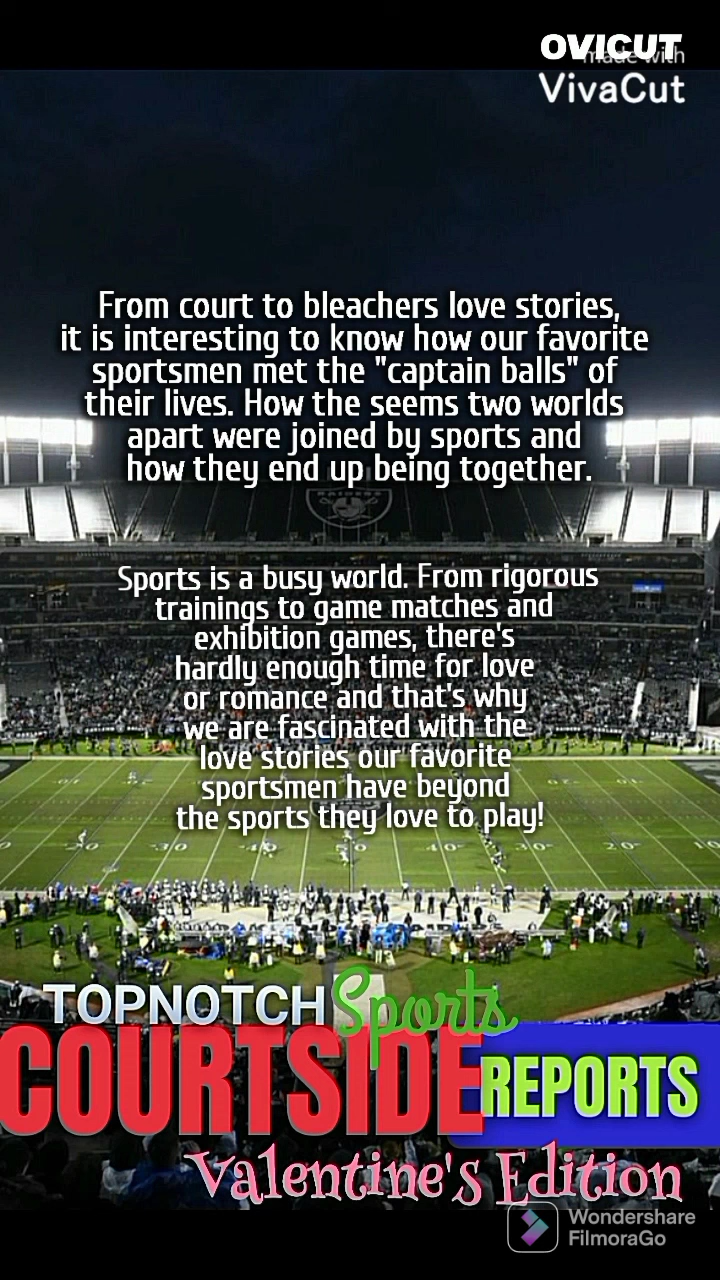 OVICUT
made with
VivaCut
From court to bleachers love stories,
it is interesting to know how our favorite
sportsmen met the "captain balls" of
their lives. How the seems two worlds
apart were joined by sports and
how they end up being together.
RAIDERS
Sports is a busy world. From rigorous
trainings to game matches and
exhibition games, there's
hardly enough time for love
or romance and that's why
we are fascinated with the
love stories our favorite
sportsmen have beyond
the sports they love to play!
TOPNOTCH Sports
COURTSIDE REPORTS
Valentine's Edition
Wondershare
FilmoraGo